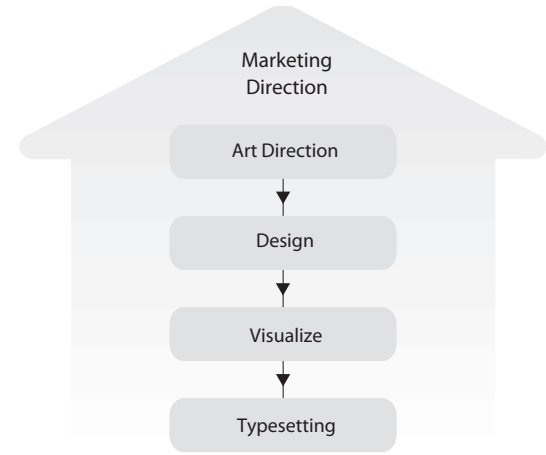 Marketing
Direction
Art Direction
Design
Visualize
Typesetting